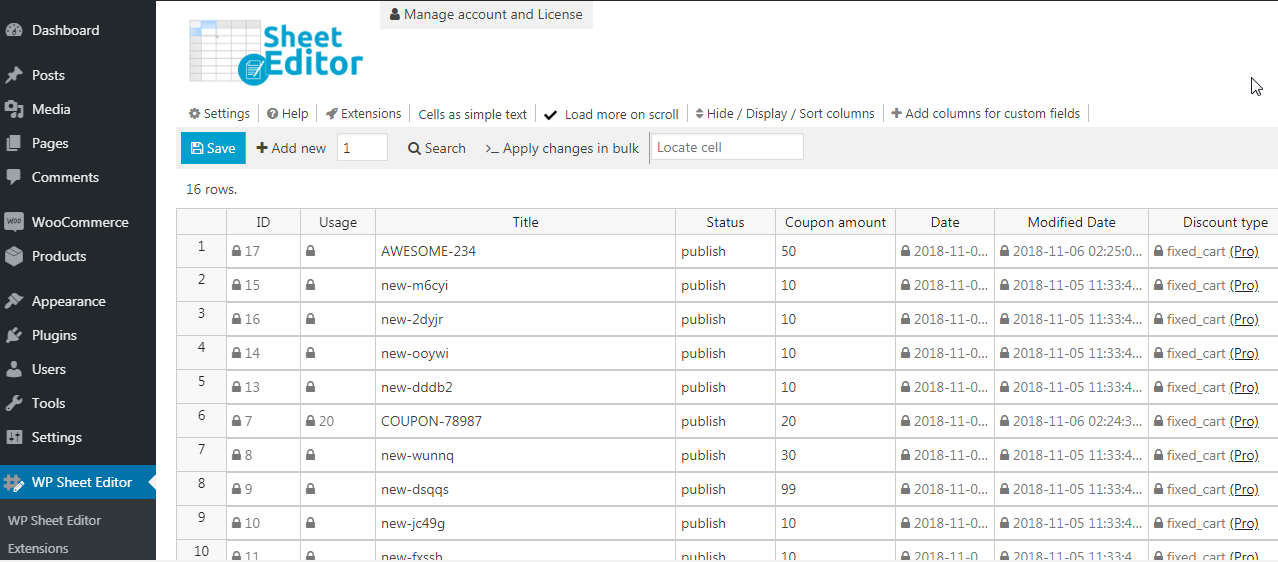 Manage account and License
Sheet
Editor
Dashboard
Posts
Media
Pages
Comments
WOO WooCommerce
Products
Appearance
Plugins
Users
Tools
Settings
WP Sheet Editor
WP Sheet Editor
Extensions
Settings Help Extensions Cells as simple text Load more on scroll Hide / Display / Sort columns Add columns for custom fields
Save Add new 1 Search >_ Apply changes in bulk Locate cell
16 rows.
ID Usage Title Status Coupon amount Date Modified Date Discount type
1 17 AWESOME-234 publish 50 2018-11-0... 2018-11-06 02:25:0... fixed_cart (Pro)
2 15 new-m6cyi publish 10 2018-11-0... 2018-11-05 11:33:4... fixed_cart (Pro)
3 16 new-2dyjr publish 10 2018-11-0... 2018-11-05 11:33:4... fixed_cart (Pro)
4 14 new-ooywi publish 10 2018-11-0... 2018-11-05 11:33:4... fixed_cart (Pro)
5 13 new-dddb2 publish 10 2018-11-0... 2018-11-05 11:33:4... fixed_cart (Pro)
6 7 20 COUPON-78987 publish 20 2018-11-0... 2018-11-06 02:24:3... fixed_cart (Pro)
7 8 new-wunnq publish 30 2018-11-0... 2018-11-05 11:33:4... fixed_cart (Pro)
8 9 new-dsqqs publish 99 2018-11-0... 2018-11-05 11:33:4... fixed_cart (Pro)
9 10 new-jc49g publish 10 2018-11-0... 2018-11-05 11:33:4... fixed_cart (Pro)
10 11 new-fxssh publish 10 2018-11-0... 2018-11-05 11:33:4... fixed_cart (Pro)